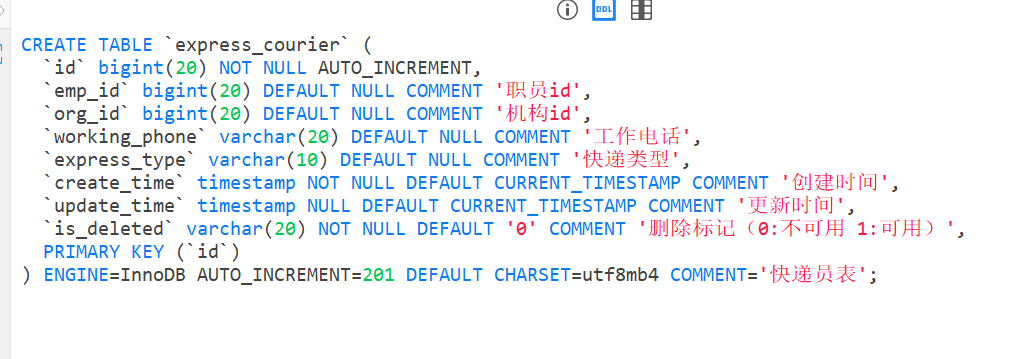 DDL
CREATE TABLE `express_courier` (
  `id` bigint(20) NOT NULL AUTO_INCREMENT,
  `emp_id` bigint(20) DEFAULT NULL COMMENT '职员id',
  `org_id` bigint(20) DEFAULT NULL COMMENT '机构id',
  `working_phone` varchar(20) DEFAULT NULL COMMENT '工作电话',
  `express_type` varchar(10) DEFAULT NULL COMMENT '快递类型',
  `create_time` timestamp NOT NULL DEFAULT CURRENT_TIMESTAMP COMMENT '创建时间',
  `update_time` timestamp NULL DEFAULT CURRENT_TIMESTAMP COMMENT '更新时间',
  `is_deleted` varchar(20) NOT NULL DEFAULT '0' COMMENT '删除标记（0:不可用 1:可用）',
  PRIMARY KEY (`id`)
) ENGINE=InnoDB AUTO_INCREMENT=201 DEFAULT CHARSET=utf8mb4 COMMENT='快递员表';